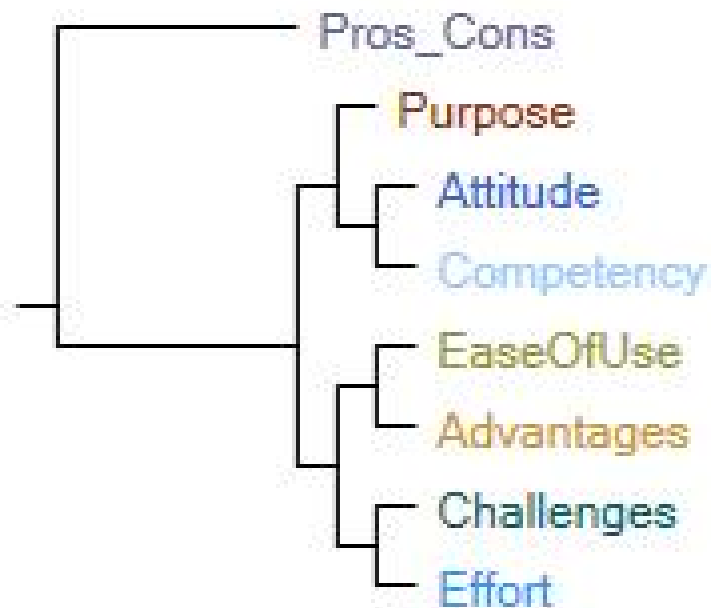 Pros_Cons
Purpose
Attitude
Competency
EaseOfUse
Advantages
Challenges
Effort